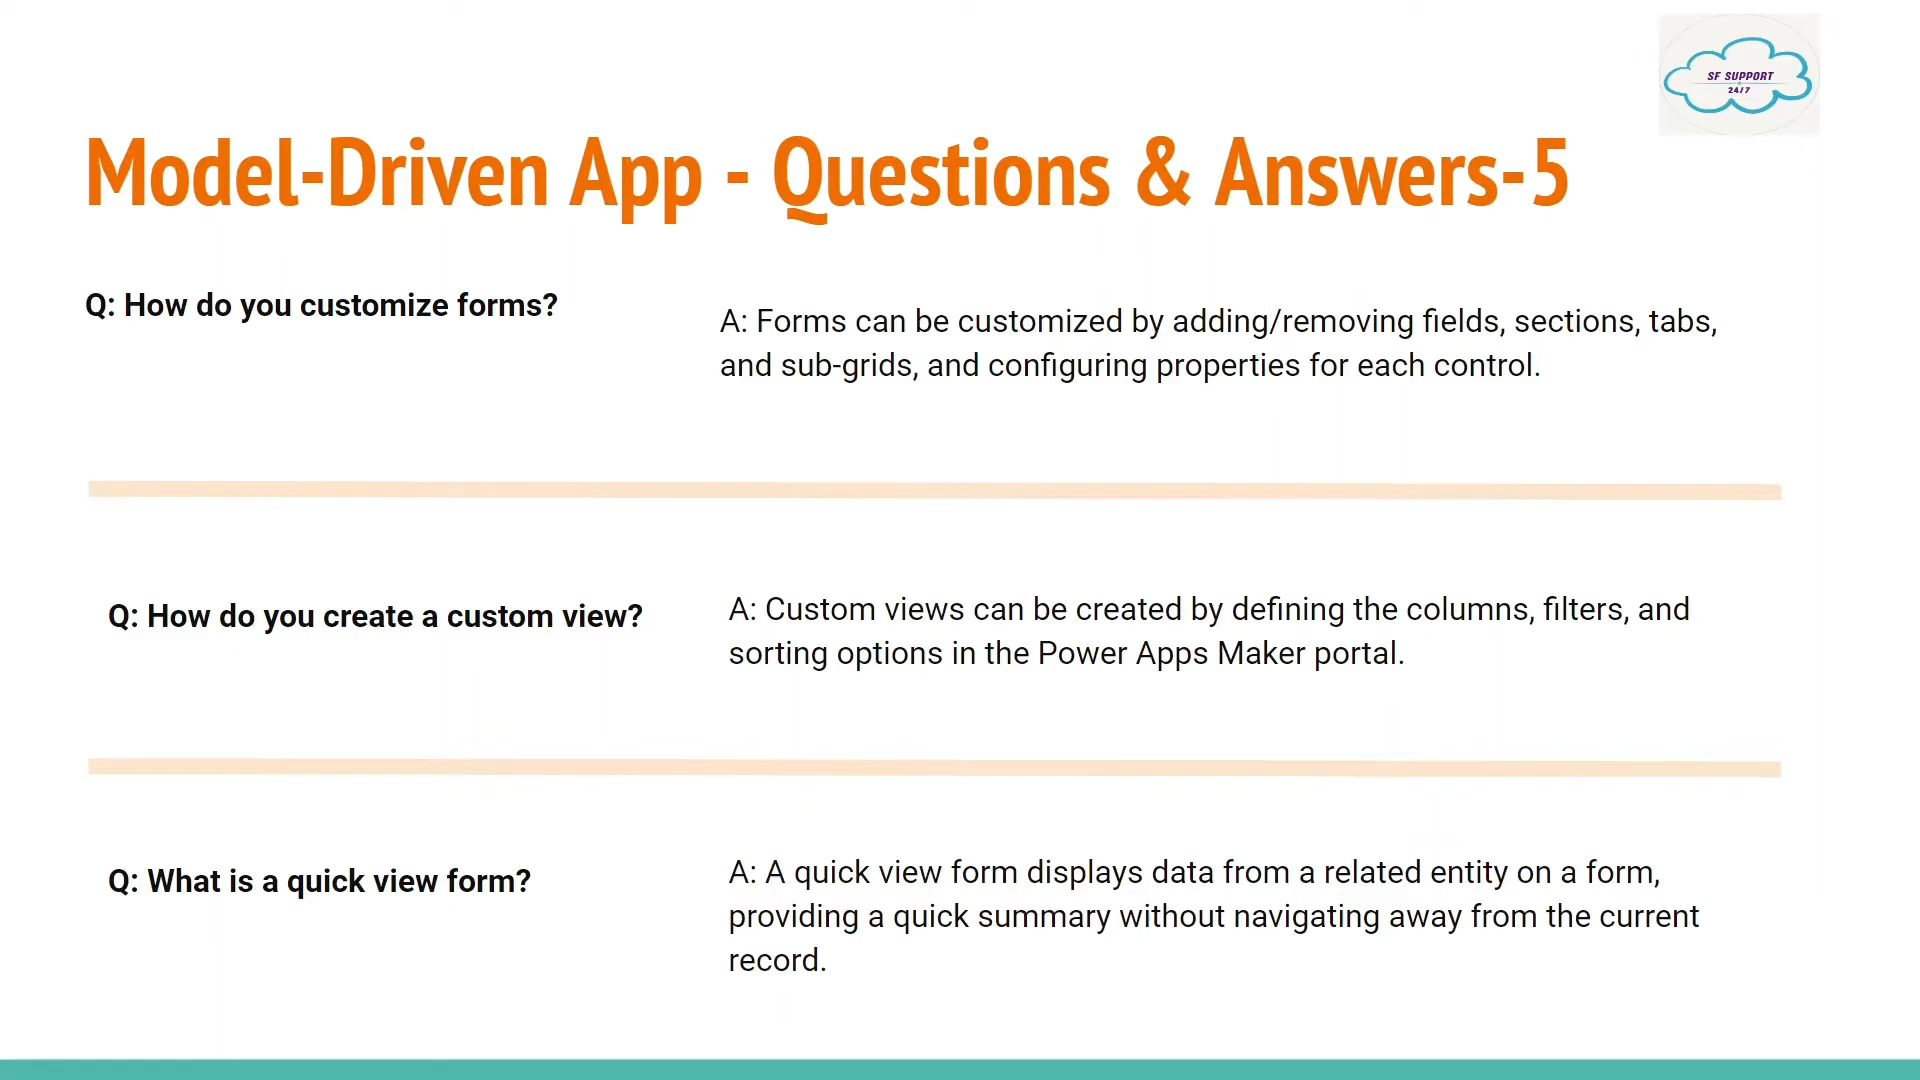 SF SUPPORT
24/7
Model-Driven App - Questions & Answers-5
Q: How do you customize forms?
A: Forms can be customized by adding/removing fields, sections, tabs,
and sub-grids, and configuring properties for each control.
Q: How do you create a custom view?
A: Custom views can be created by defining the columns, filters, and
sorting options in the Power Apps Maker portal.
Q: What is a quick view form?
A: A quick view form displays data from a related entity on a form,
providing a quick summary without navigating away from the current
record.